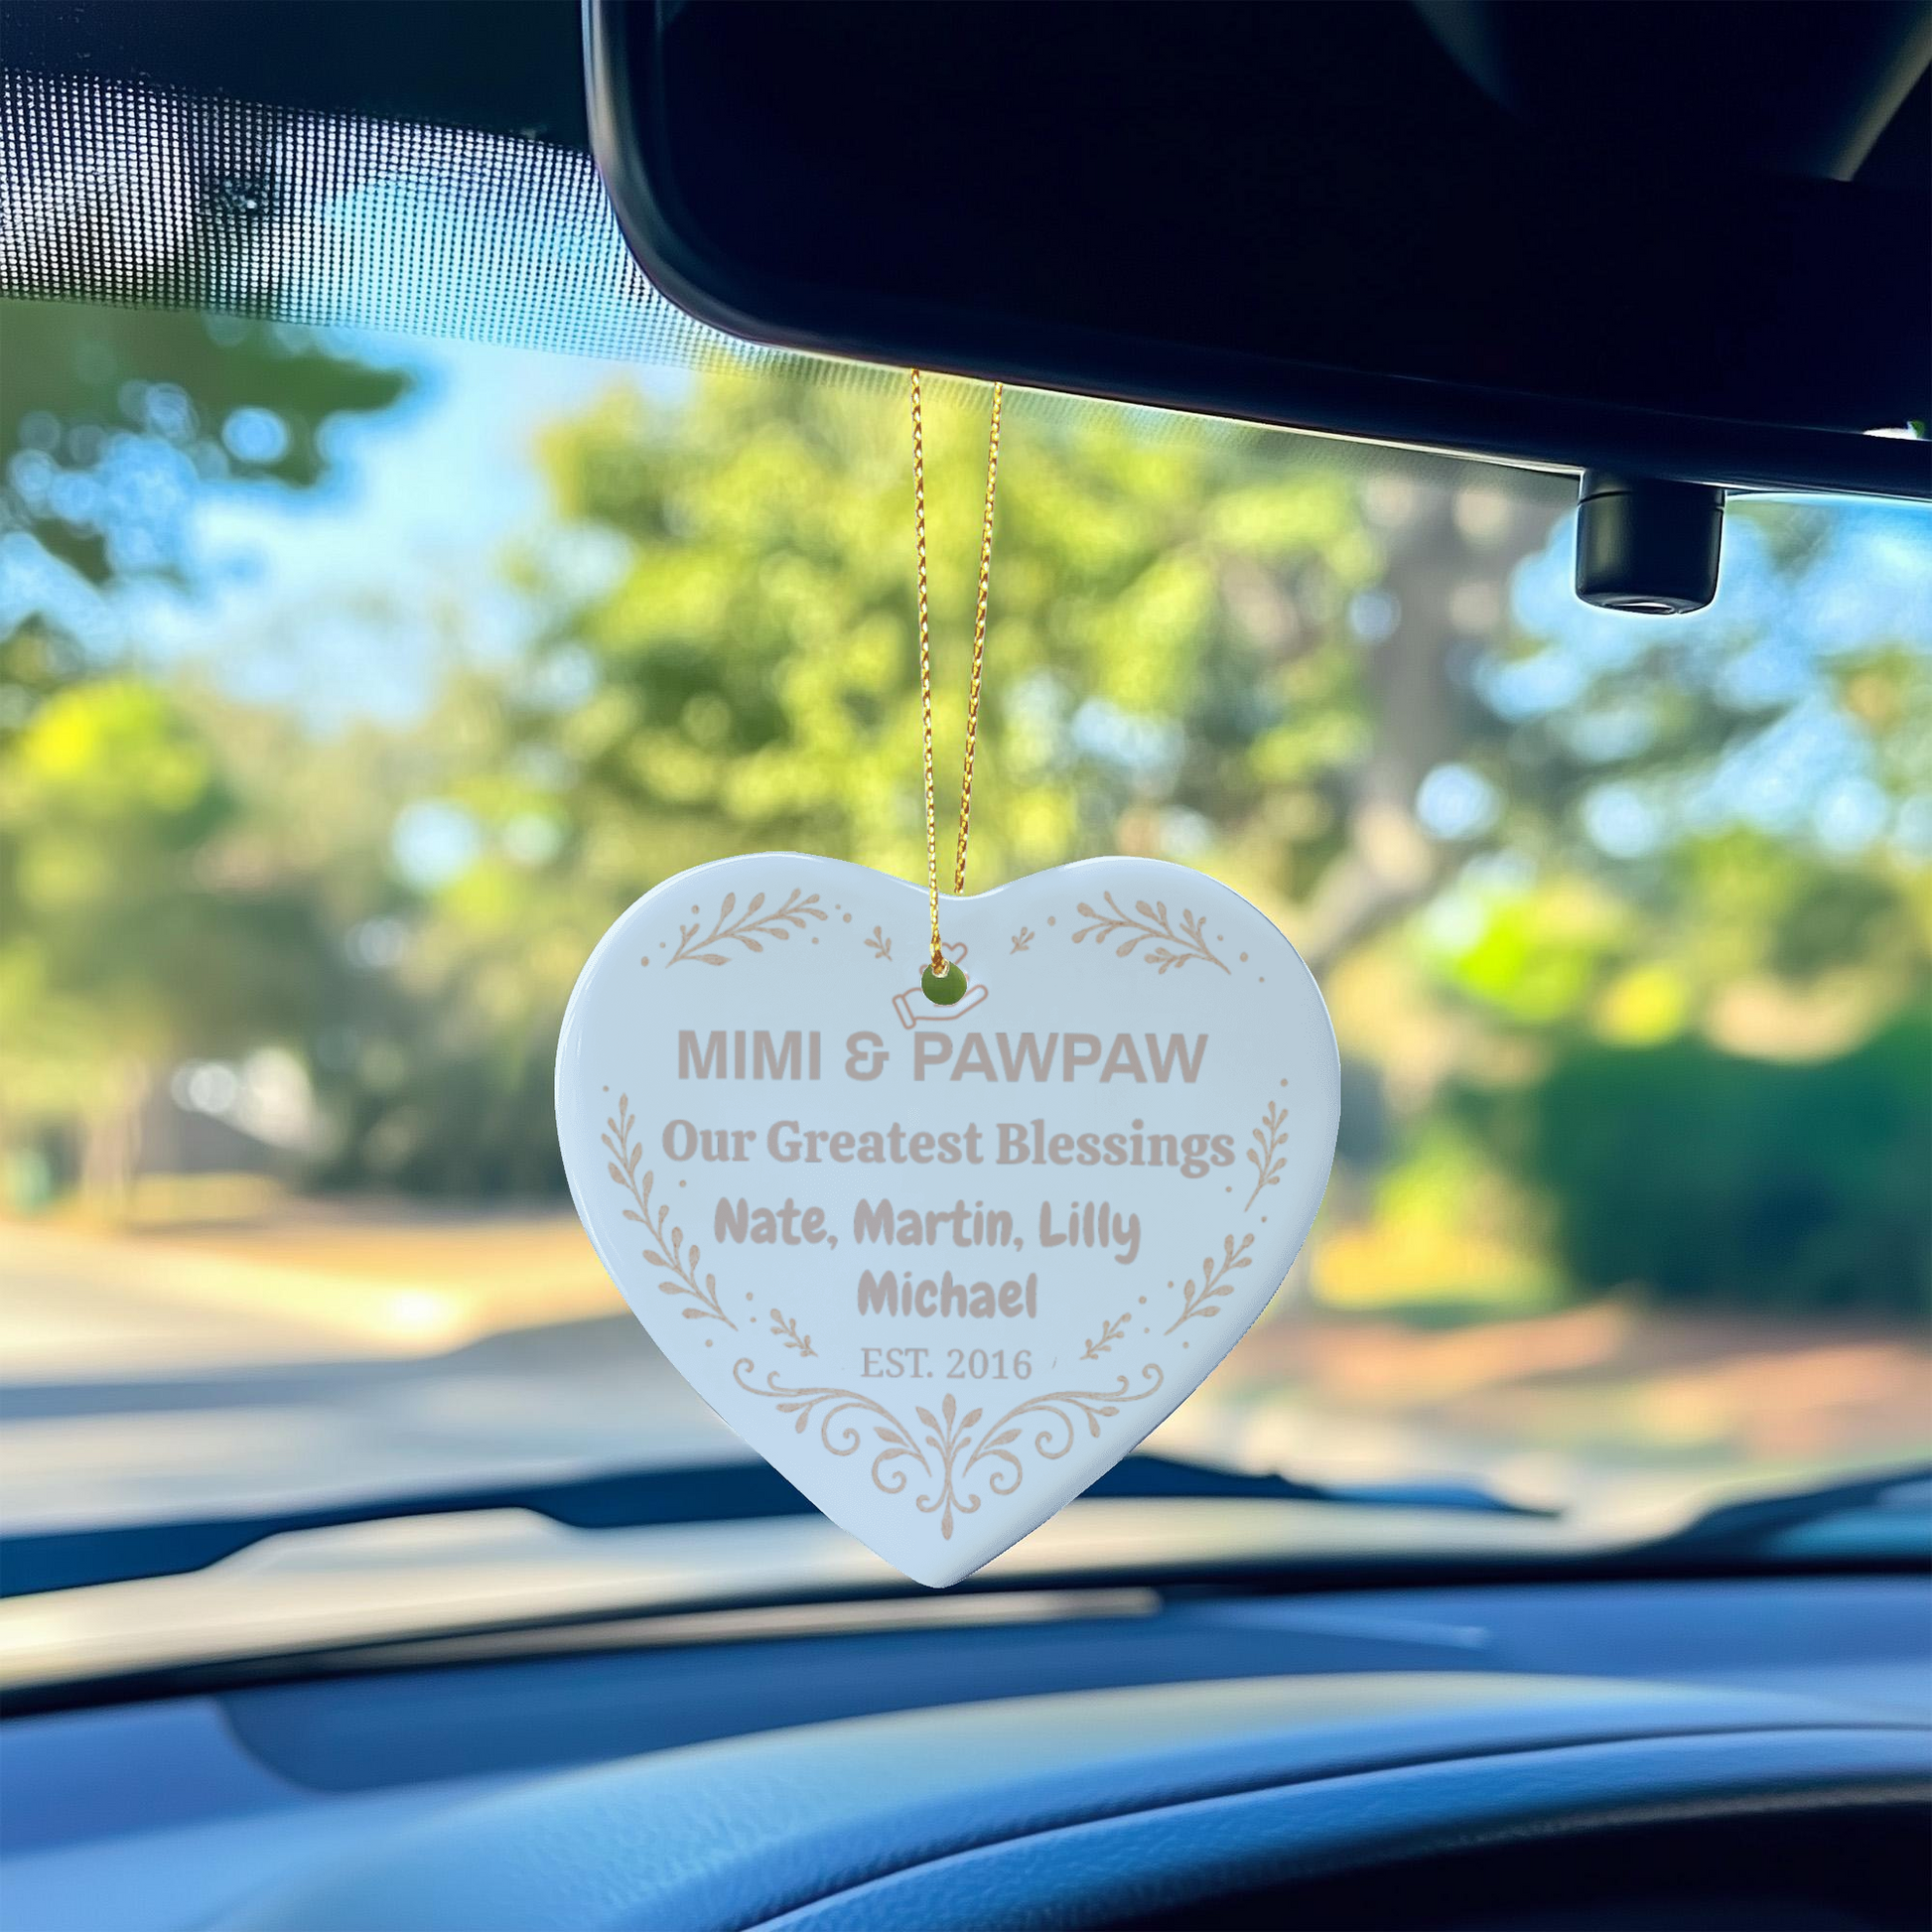 MIMI & PAWPAW
Our Greatest Blessings
Nate, Martin, Lilly
Michael
EST. 2016